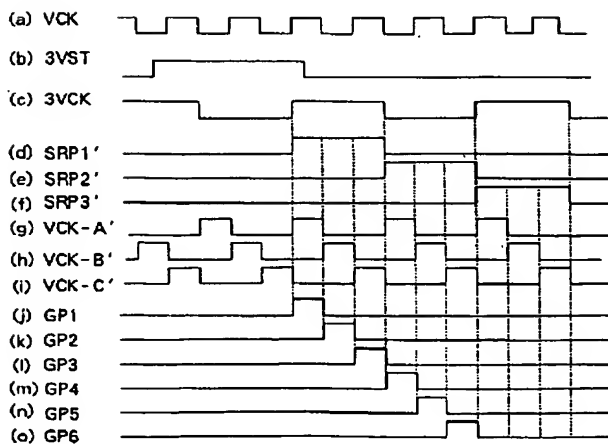 (a) VCK
(b) 3VST
(c) 3VCK
(d) SRP1'
(e) SRP2'
(f) SRP3'
(g) VCK-A'
(h) VCK-B'
(i) VCK-C'
(j) GP1
(k) GP2
(l) GP3
(m) GP4
(n) GP5
(o) GP6